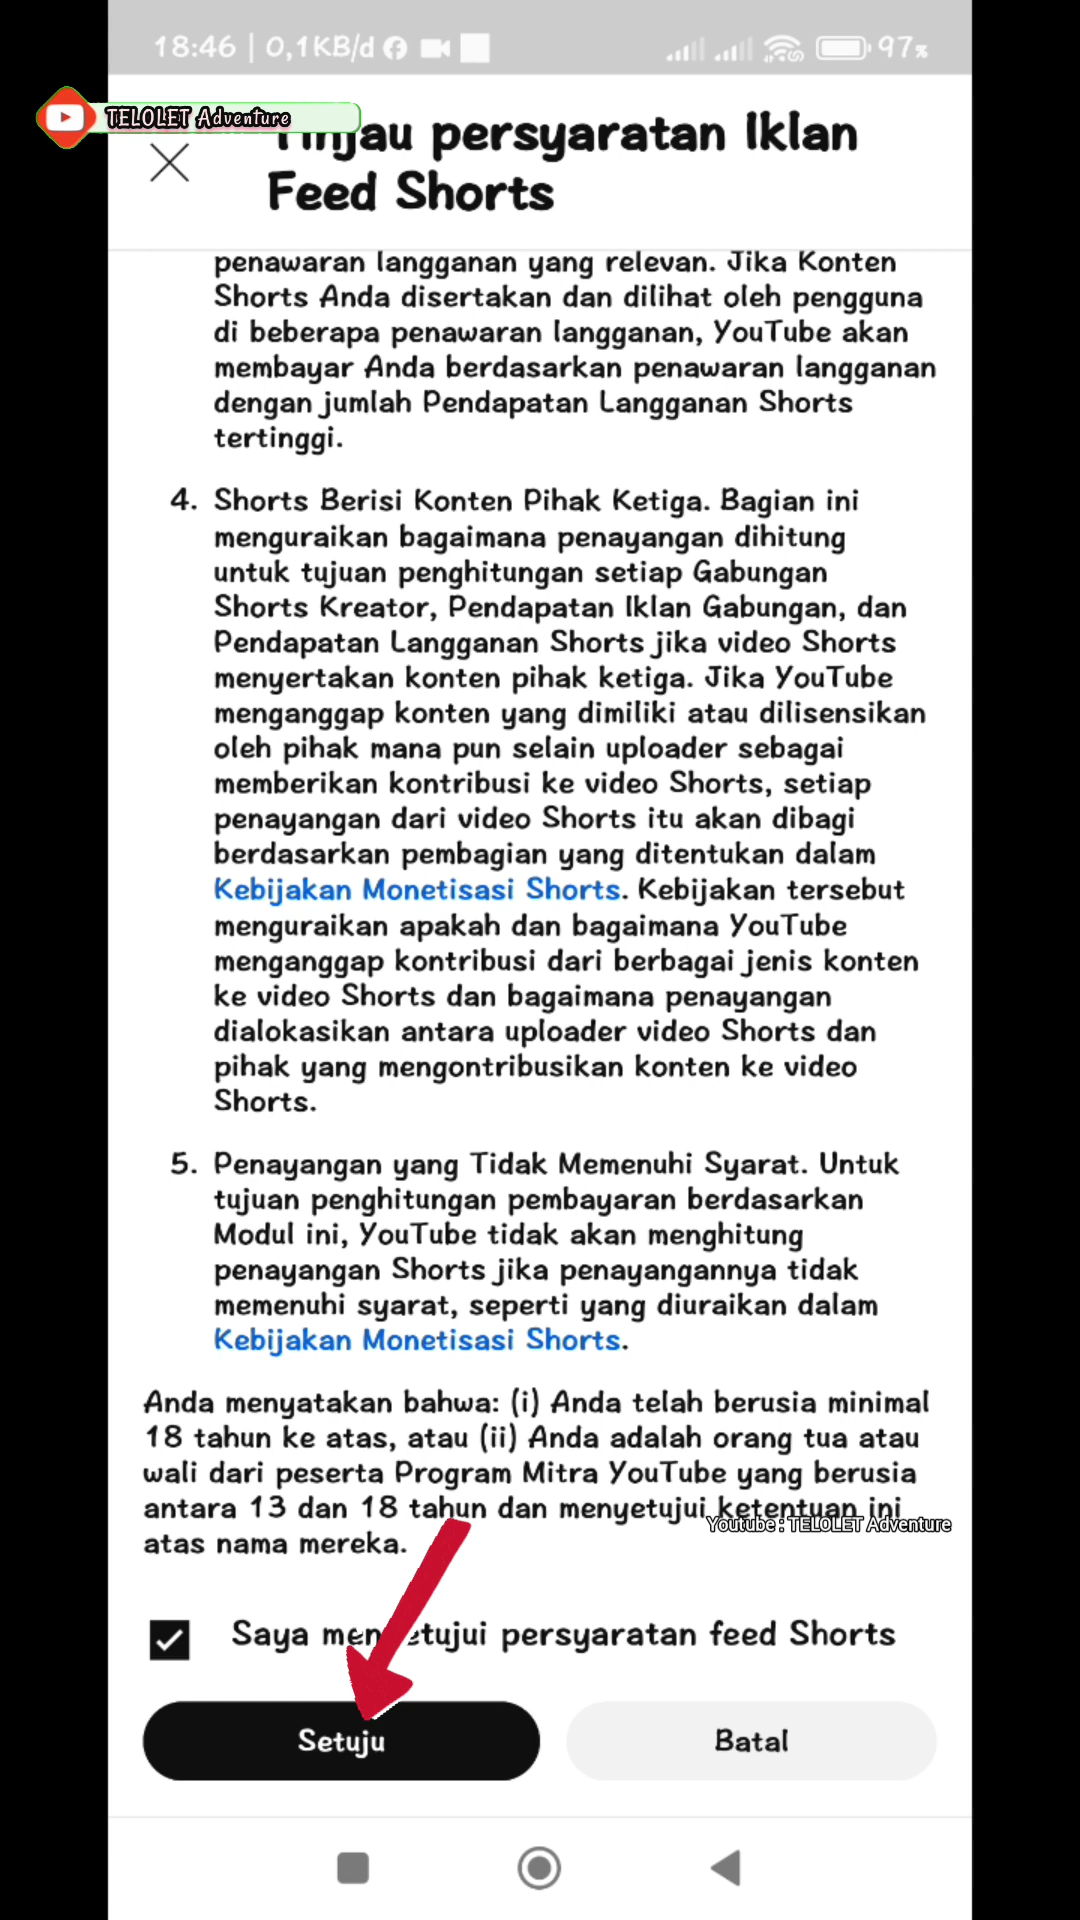 18:46 | 0,1KB/d
97%
TELOLET Adventure
Tinjau persyaratan Iklan
Feed Shorts
penawaran langganan yang relevan. Jika Konten
Shorts Anda disertakan dan dilihat oleh pengguna
di beberapa penawaran langganan, YouTube akan
membayar Anda berdasarkan penawaran langganan
dengan jumlah Pendapatan Langganan Shorts
tertinggi.
4. Shorts Berisi Konten Pihak Ketiga. Bagian ini
menguraikan bagaimana penayangan dihitung
untuk tujuan penghitungan setiap Gabungan
Shorts Kreator, Pendapatan Iklan Gabungan, dan
Pendapatan Langganan Shorts jika video Shorts
menyertakan konten pihak ketiga. Jika YouTube
menganggap konten yang dimiliki atau dilisensikan
oleh pihak mana pun selain uploader sebagai
memberikan kontribusi ke video Shorts, setiap
penayangan dari video Shorts itu akan dibagi
berdasarkan pembagian yang ditentukan dalam
Kebijakan Monetisasi Shorts. Kebijakan tersebut
menguraikan apakah dan bagaimana YouTube
menganggap kontribusi dari berbagai jenis konten
ke video Shorts dan bagaimana penayangan
dialokasikan antara uploader video Shorts dan
pihak yang mengontribusikan konten ke video
Shorts.
5. Penayangan yang Tidak Memenuhi Syarat. Untuk
tujuan penghitungan pembayaran berdasarkan
Modul ini, YouTube tidak akan menghitung
penayangan Shorts jika penayangannya tidak
memenuhi syarat, seperti yang diuraikan dalam
Kebijakan Monetisasi Shorts.
Anda menyatakan bahwa: (i) Anda telah berusia minimal
18 tahun ke atas, atau (ii) Anda adalah orang tua atau
wali dari peserta Program Mitra YouTube yang berusia
antara 13 dan 18 tahun dan menyetujui ketentuan ini
Youtube : TELOLET Adventure
atas nama mereka.
Saya menyetujui persyaratan feed Shorts
Setuju
Batal